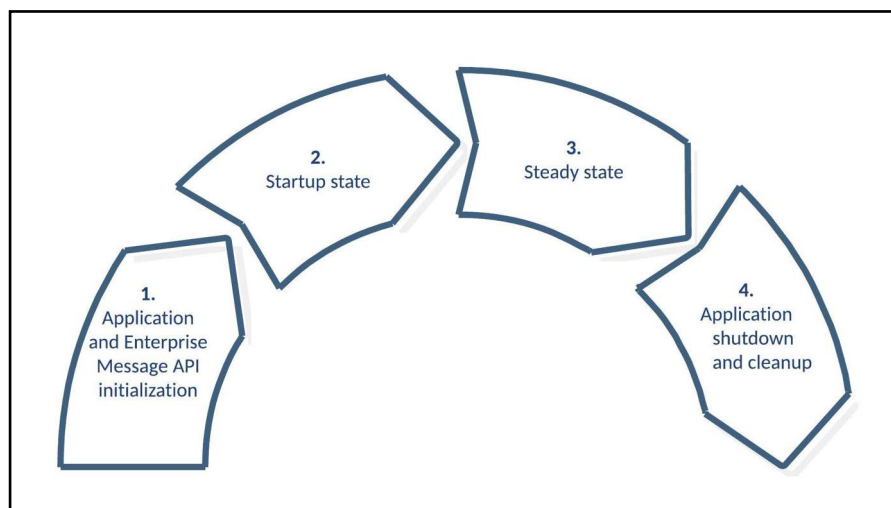 1.
Application
and Enterprise
Message API
initialization
2.
Startup state
3.
Steady state
4.
Application
shutdown
and cleanup